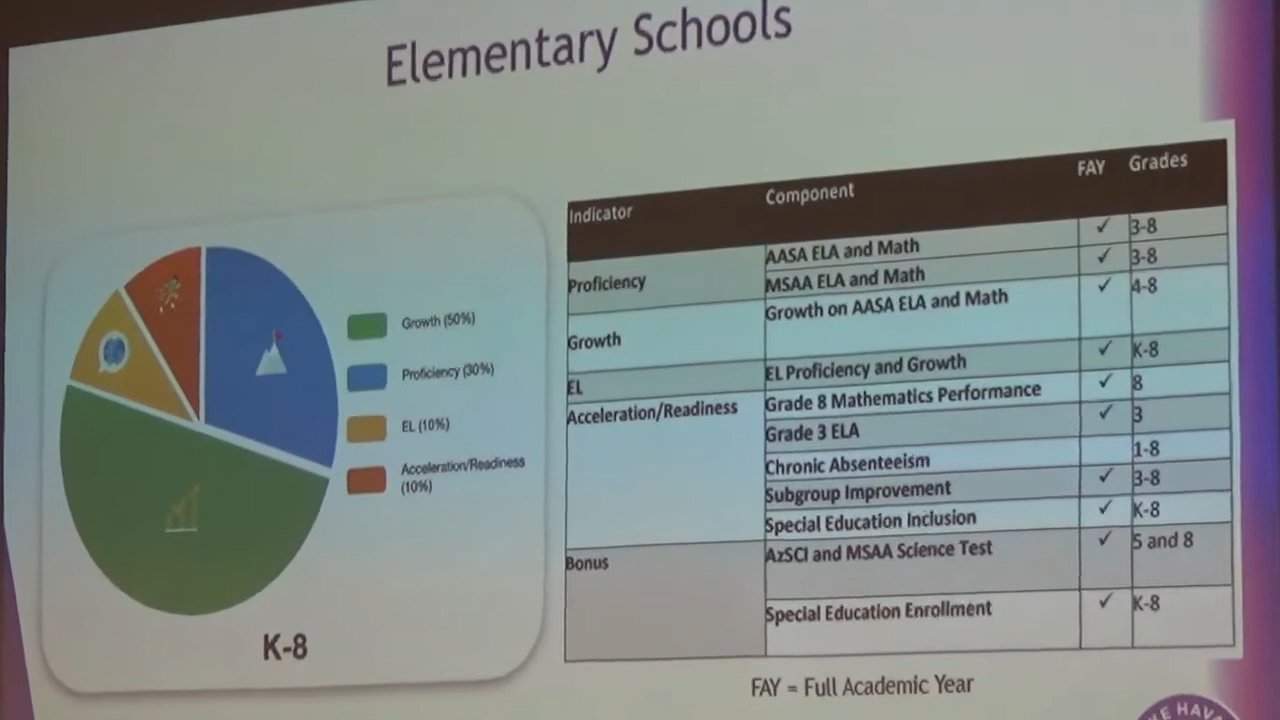 Elementary Schools
Growth (50%)
Proficiency (30%)
EL (10%)
Acceleration/Readiness
(10%)
K-8
Indicator Component FAY Grades
Proficiency AASA ELA and Math ✓ 3-8
MSAA ELA and Math ✓ 3-8
Growth Growth on AASA ELA and Math ✓ 4-8
EL EL Proficiency and Growth ✓ K-8
Acceleration/Readiness Grade 8 Mathematics Performance ✓ 8
Grade 3 ELA ✓ 3
Chronic Absenteeism 1-8
Subgroup Improvement ✓ 3-8
Special Education Inclusion ✓ K-8
Bonus AzSCI and MSAA Science Test ✓ 5 and 8
Special Education Enrollment ✓ K-8
FAY = Full Academic Year